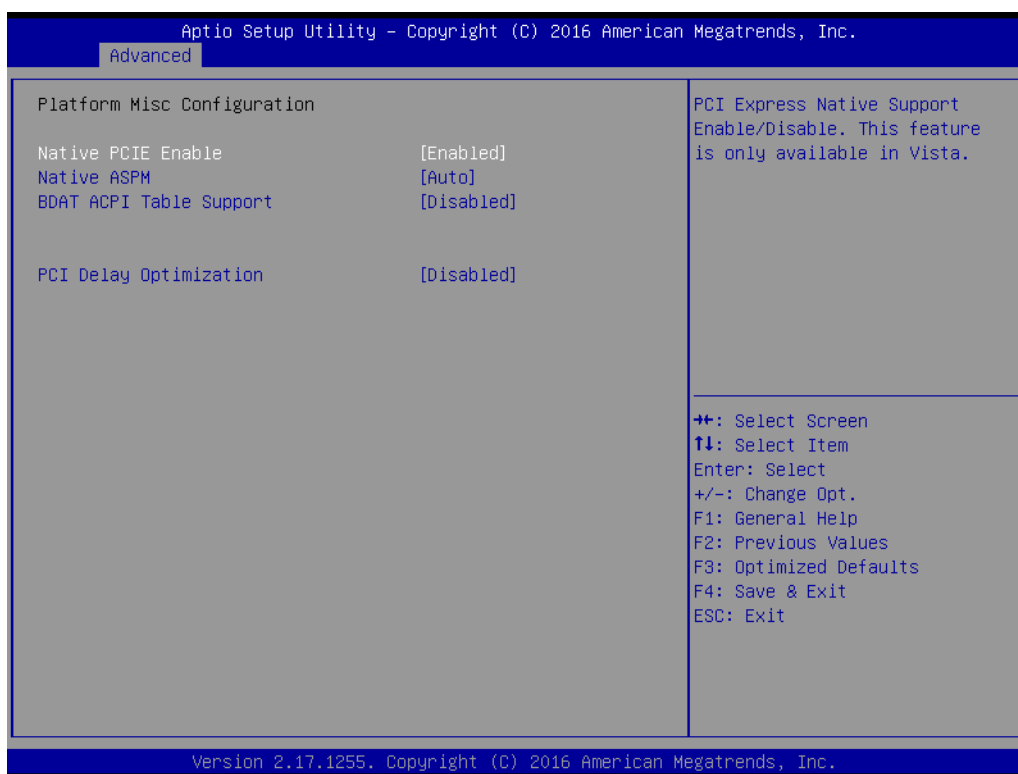 Aptio Setup Utility – Copyright (C) 2016 American Megatrends, Inc.
Advanced
Platform Misc Configuration
Native PCIE Enable [Enabled]
Native ASPM [Auto]
BDAT ACPI Table Support [Disabled]
PCI Delay Optimization [Disabled]
PCI Express Native Support
Enable/Disable. This feature
is only available in Vista.
→←: Select Screen
↑↓: Select Item
Enter: Select
+/-: Change Opt.
F1: General Help
F2: Previous Values
F3: Optimized Defaults
F4: Save & Exit
ESC: Exit
Version 2.17.1255. Copyright (C) 2016 American Megatrends, Inc.